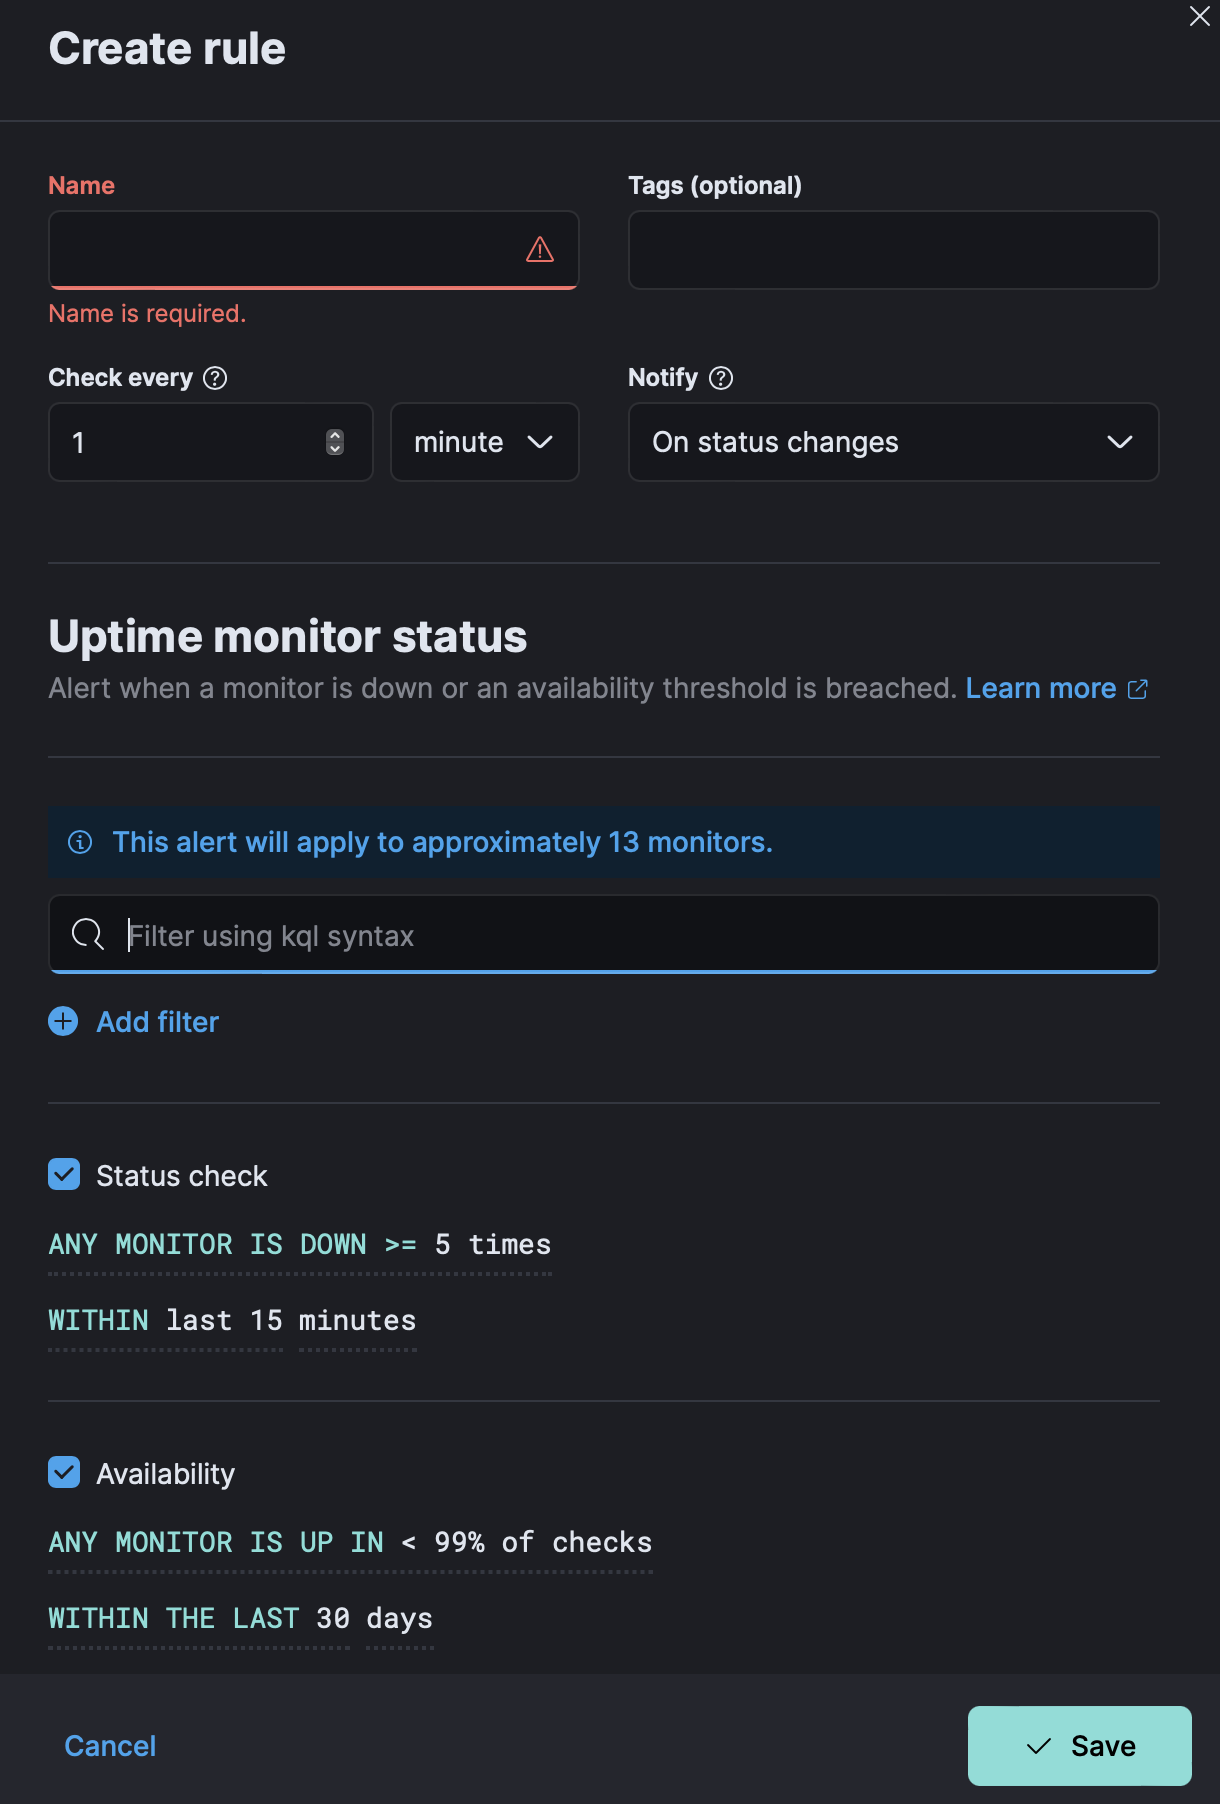 Create rule
Name
Tags (optional)
Name is required.
Check every
Notify
1
minute
On status changes
Uptime monitor status
Alert when a monitor is down or an availability threshold is breached. Learn more
This alert will apply to approximately 13 monitors.
Filter using kql syntax
Add filter
Status check
ANY MONITOR IS DOWN >= 5 times
WITHIN last 15 minutes
Availability
ANY MONITOR IS UP IN < 99% of checks
WITHIN THE LAST 30 days
Cancel
Save